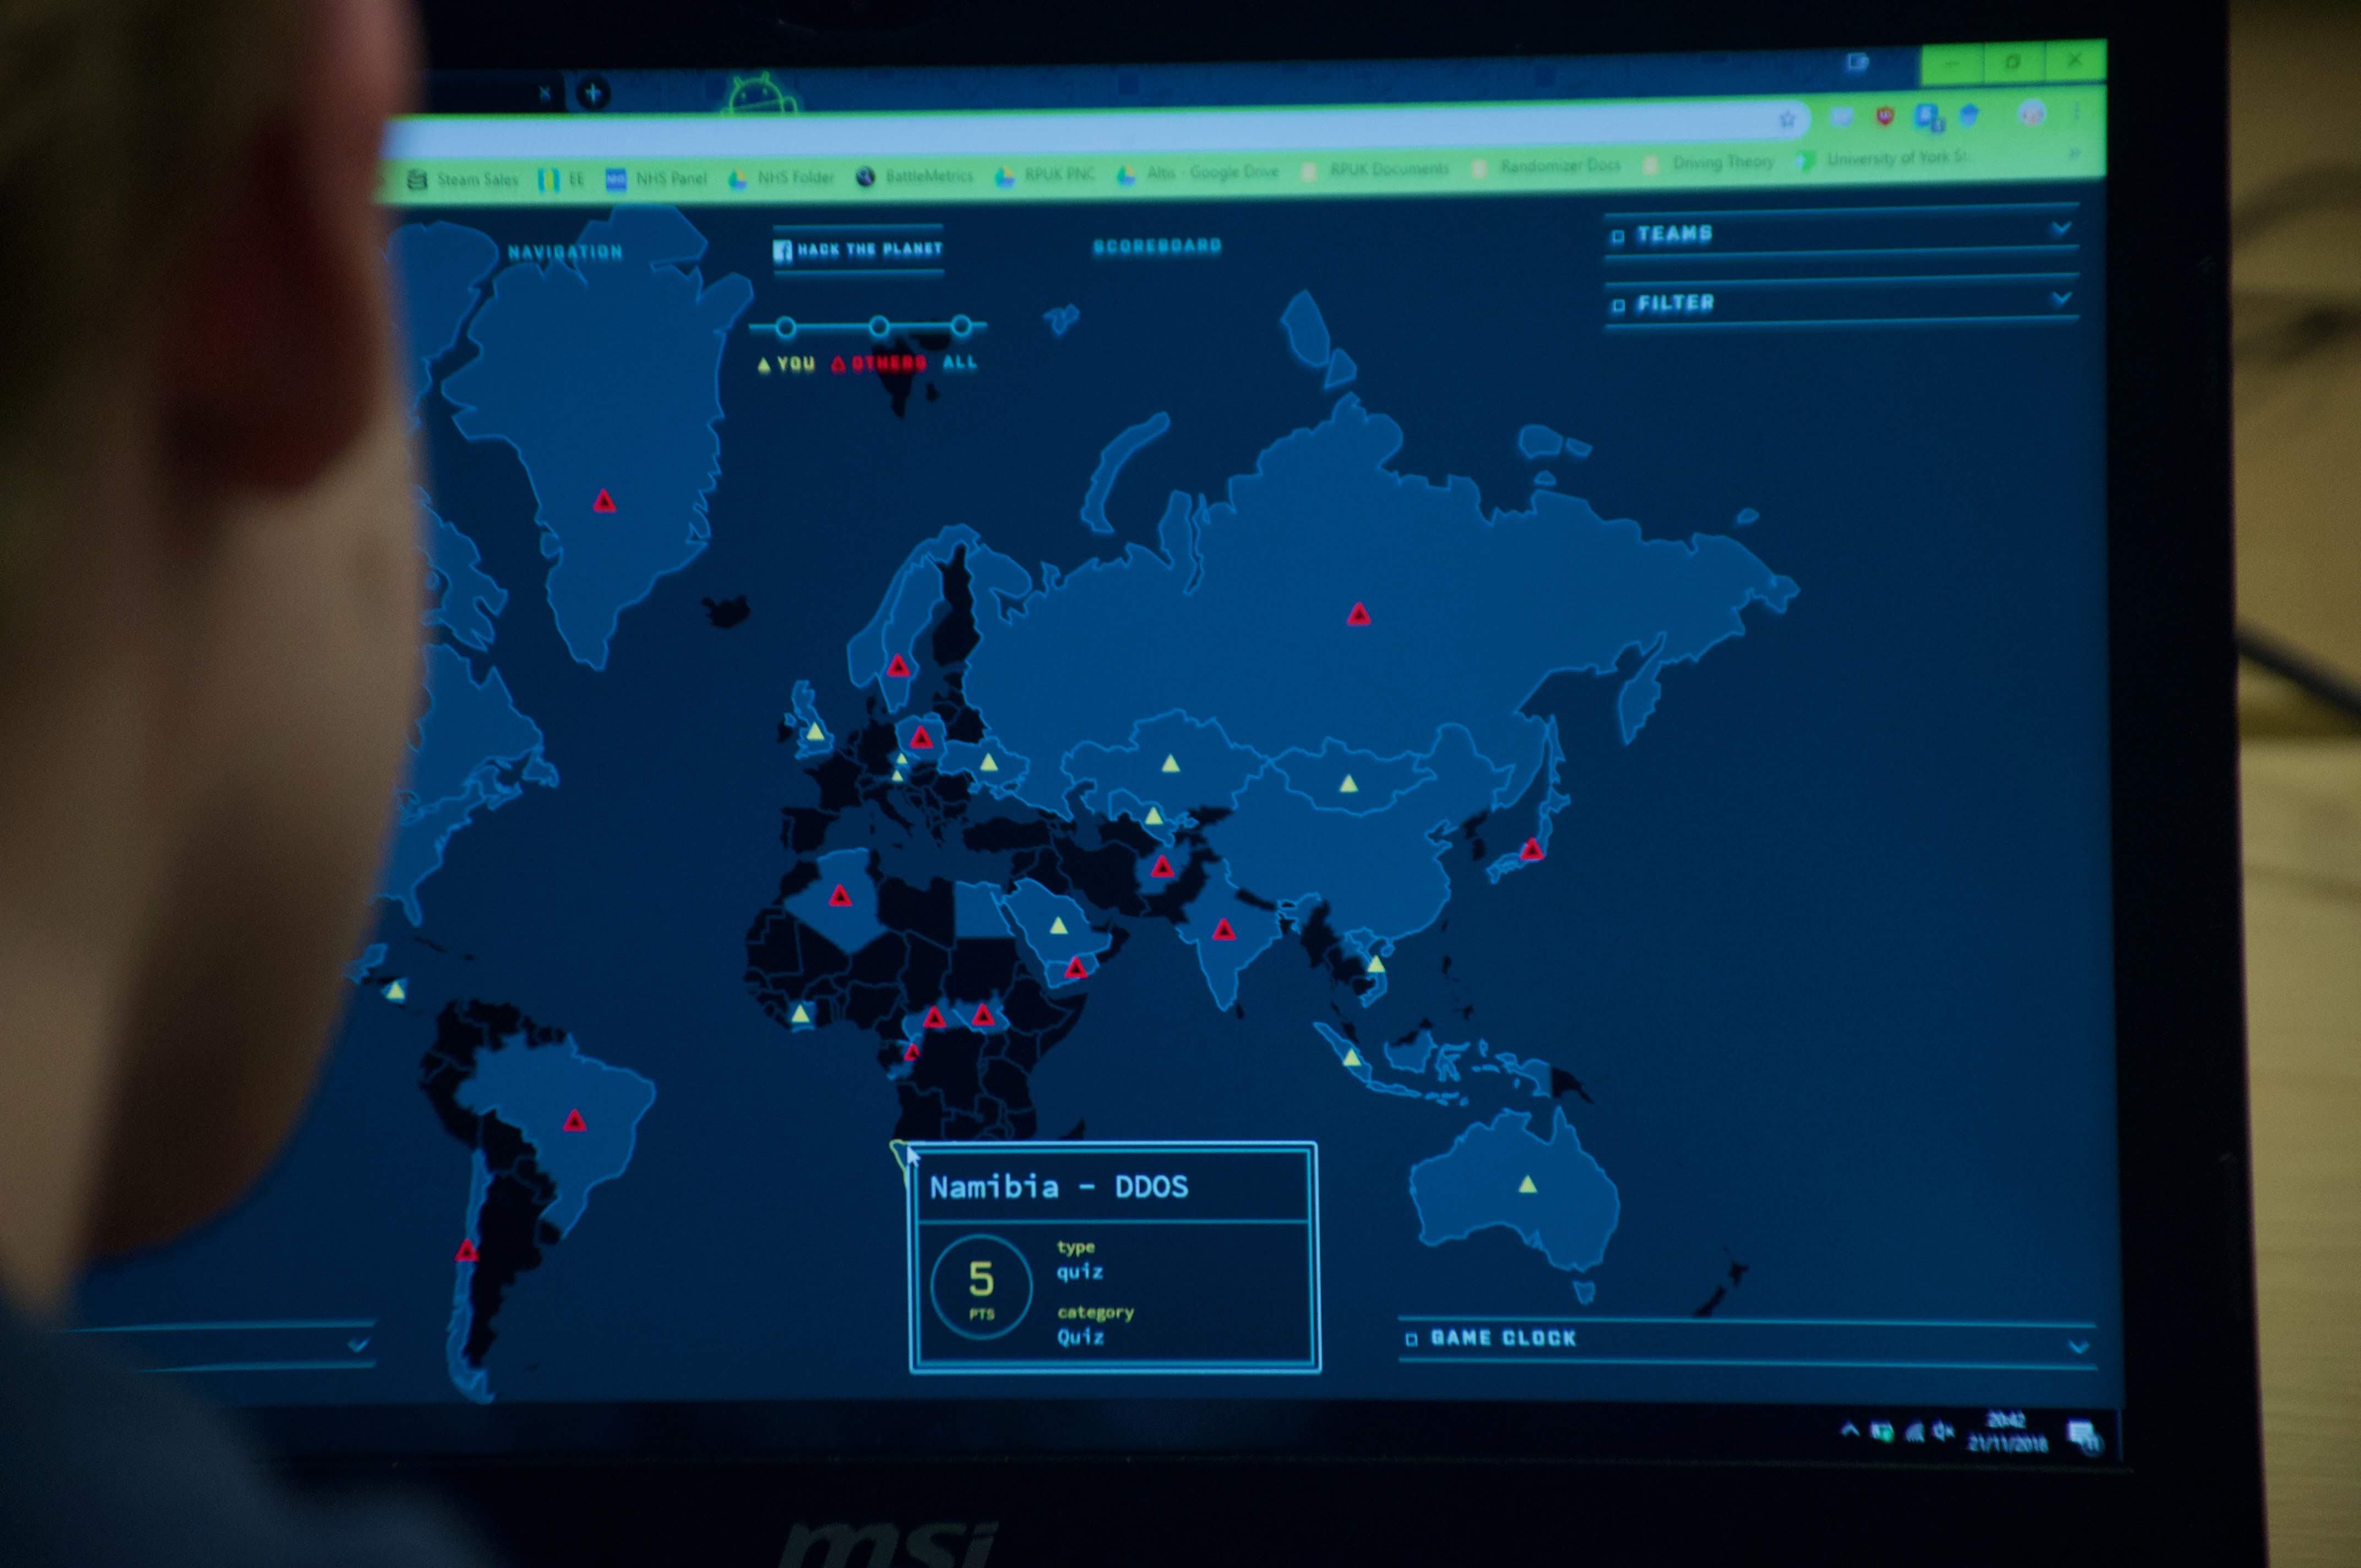 Steam Sales EE NHS Panel NHS Folder BattleMetrics RPUK PNC Altis - Google Drive RPUK Documents Randomizer Docs Driving Theory University of York St...
NAVIGATION
HACK THE PLANET
SCOREBOARD
TEAMS
FILTER
YOU OTHERS ALL
Namibia - DDOS
5
PTS
type
quiz
category
Quiz
GAME CLOCK
20:42
21/11/2018
msi